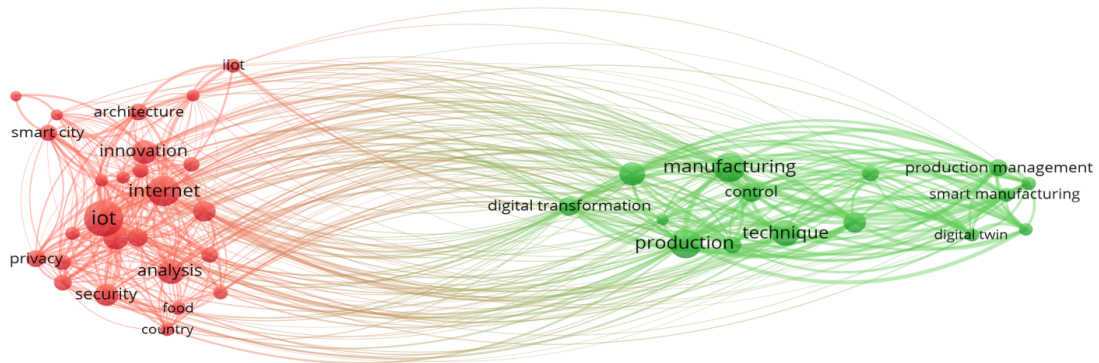 iiot
architecture
smart city
innovation
internet
iot
privacy
analysis
security
food
country
manufacturing
production management
control
smart manufacturing
digital transformation
technique
digital twin
production